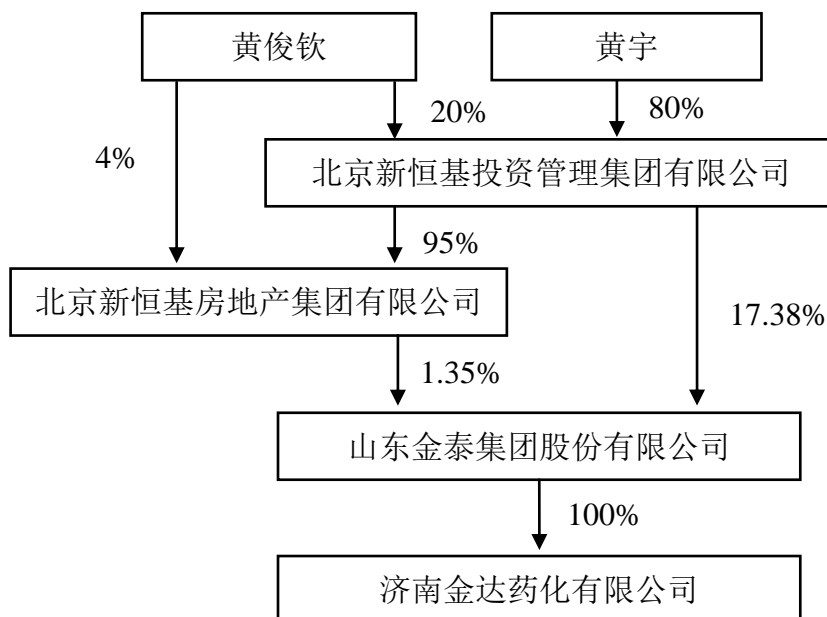 黄俊钦
黄宇
20%
80%
4%
北京新恒基投资管理集团有限公司
95%
北京新恒基房地产集团有限公司
17.38%
1.35%
山东金泰集团股份有限公司
100%
济南金达药化有限公司